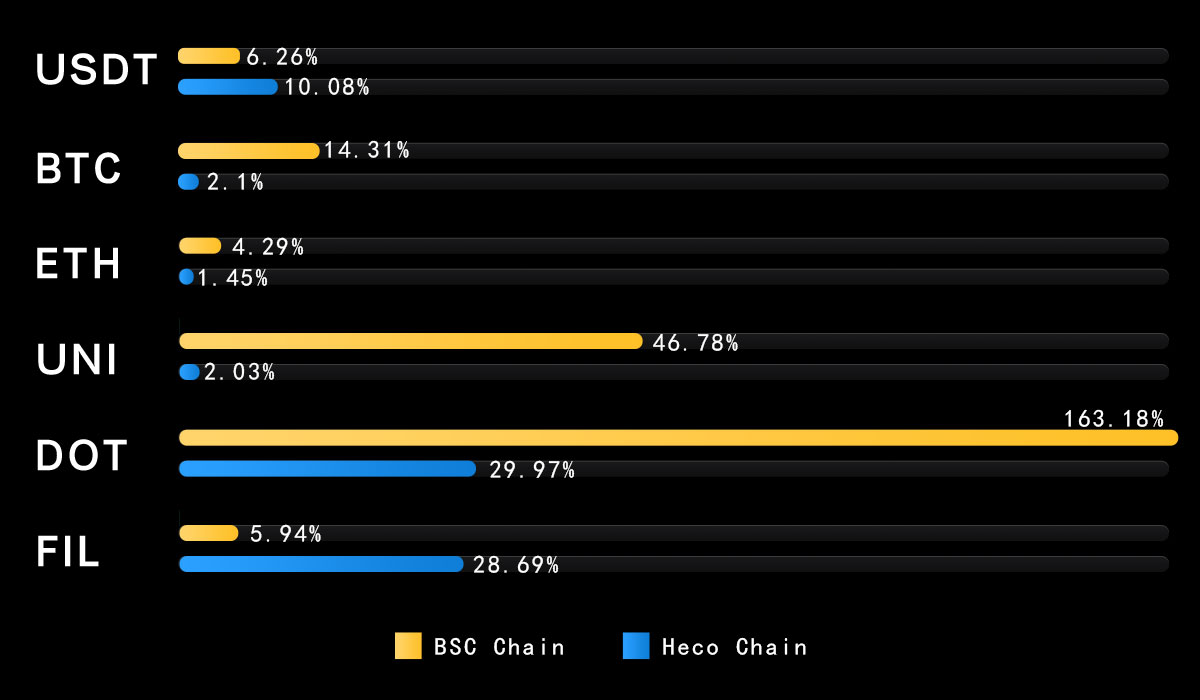 USDT
6.26%
10.08%
BTC
14.31%
2.1%
ETH
4.29%
1.45%
UNI
46.78%
2.03%
DOT
163.18%
29.97%
FIL
5.94%
28.69%
BSC Chain
Heco Chain